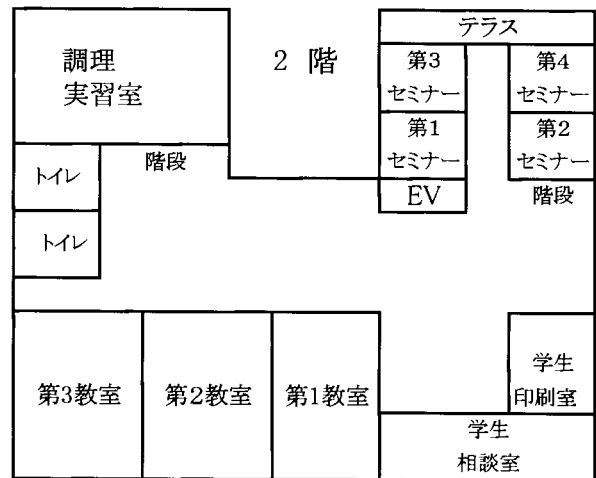 テラス
調理
実習室
2 階
第3
セミナー
第4
セミナー
第1
セミナー
第2
セミナー
トイレ
階段
EV
階段
トイレ
第3教室
第2教室
第1教室
学生
印刷室
学生
相談室